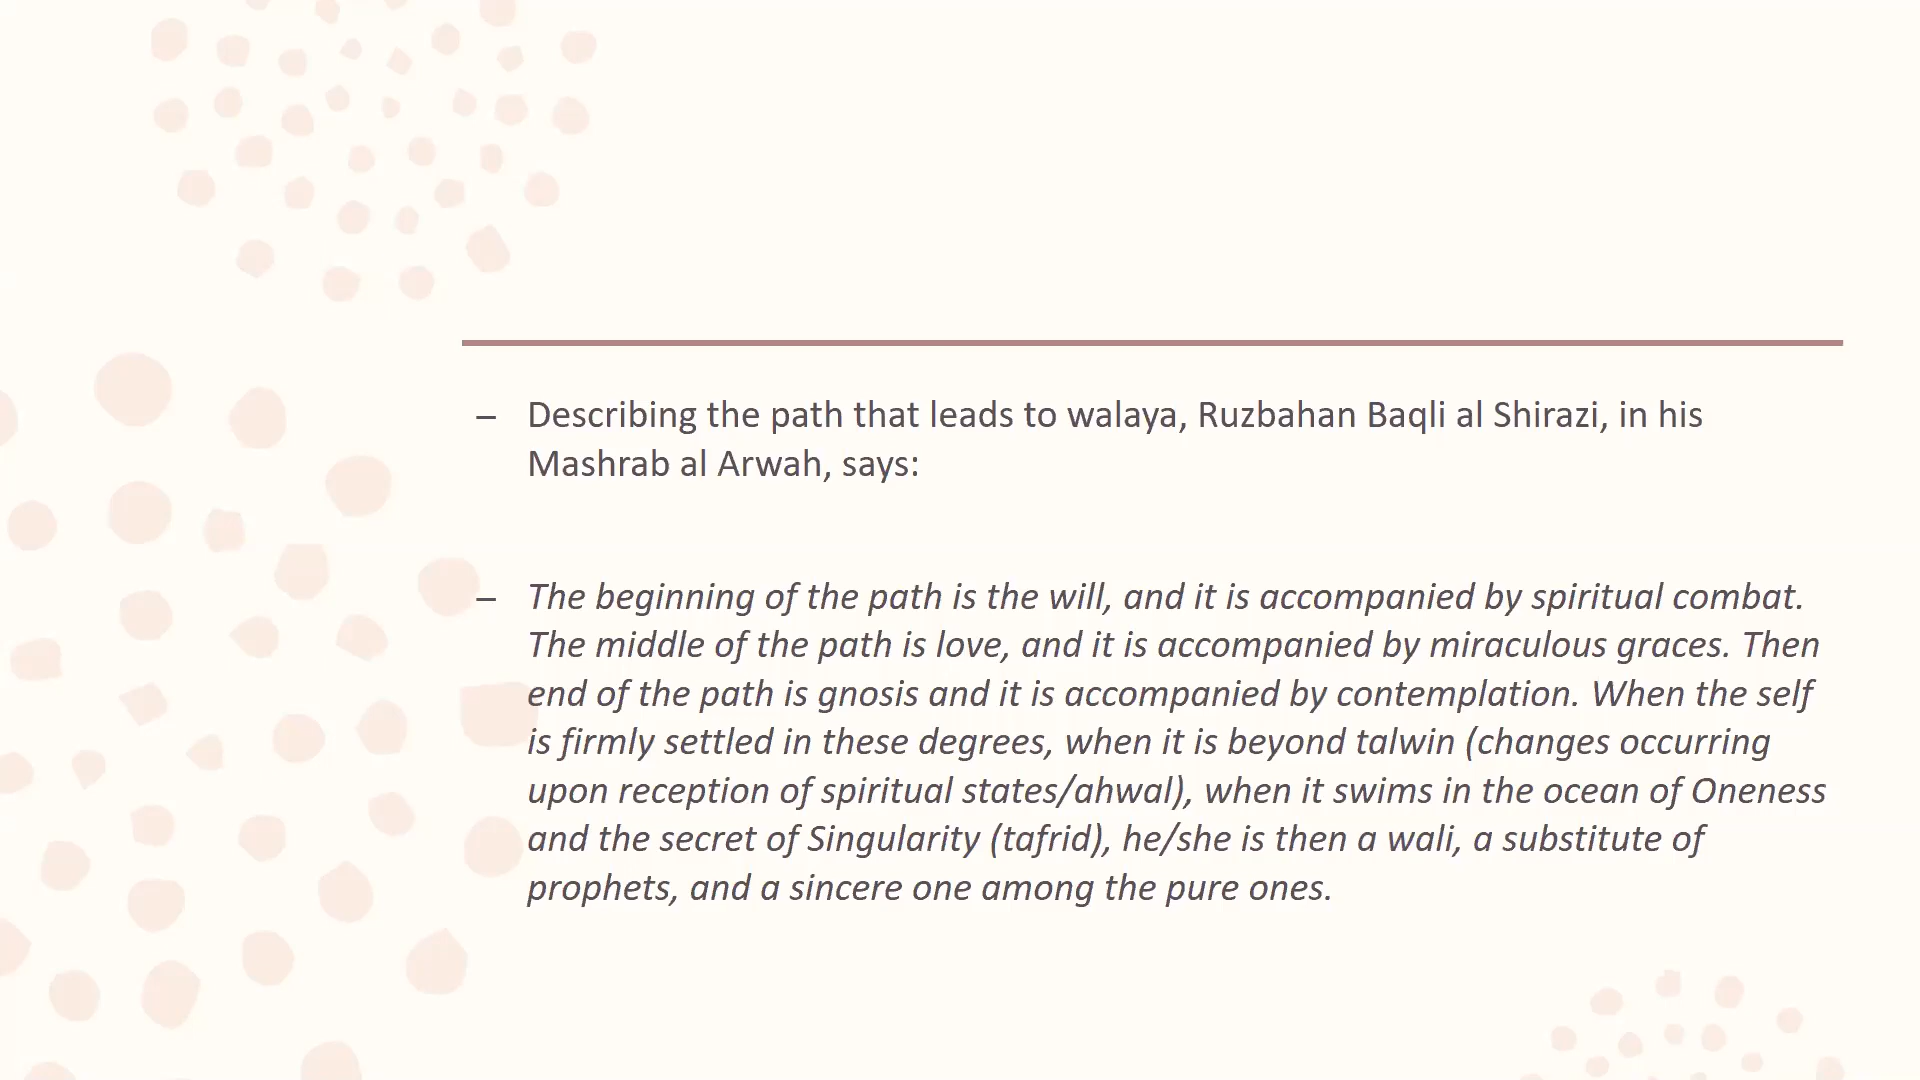 – Describing the path that leads to walaya, Ruzbahan Baqli al Shirazi, in his
Mashrab al Arwah, says:
– The beginning of the path is the will, and it is accompanied by spiritual combat.
The middle of the path is love, and it is accompanied by miraculous graces. Then
end of the path is gnosis and it is accompanied by contemplation. When the self
is firmly settled in these degrees, when it is beyond talwin (changes occurring
upon reception of spiritual states/ahwal), when it swims in the ocean of Oneness
and the secret of Singularity (tafrid), he/she is then a wali, a substitute of
prophets, and a sincere one among the pure ones.